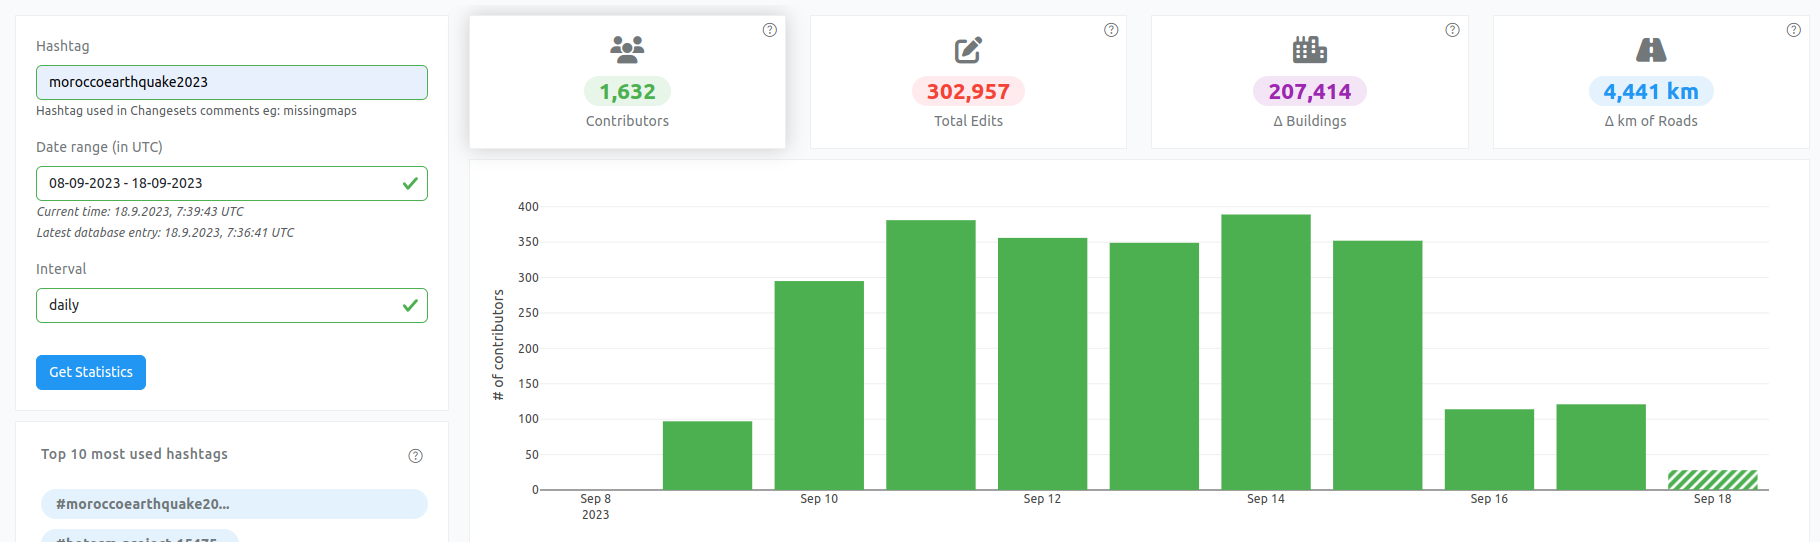 Hashtag
moroccoearthquake2023
Hashtag used in Changesets comments eg: missingmaps
Date range (in UTC)
08-09-2023 - 18-09-2023
Current time: 18.9.2023, 7:39:43 UTC
Latest database entry: 18.9.2023, 7:36:41 UTC
Interval
daily
Get Statistics
Top 10 most used hashtags
#moroccoearthquake20...
1,632
Contributors
302,957
Total Edits
207,414
Δ Buildings
4,441 km
Δ km of Roads
# of contributors
400
350
300
250
200
150
100
50
0
Sep 8
2023
Sep 10
Sep 12
Sep 14
Sep 16
Sep 18